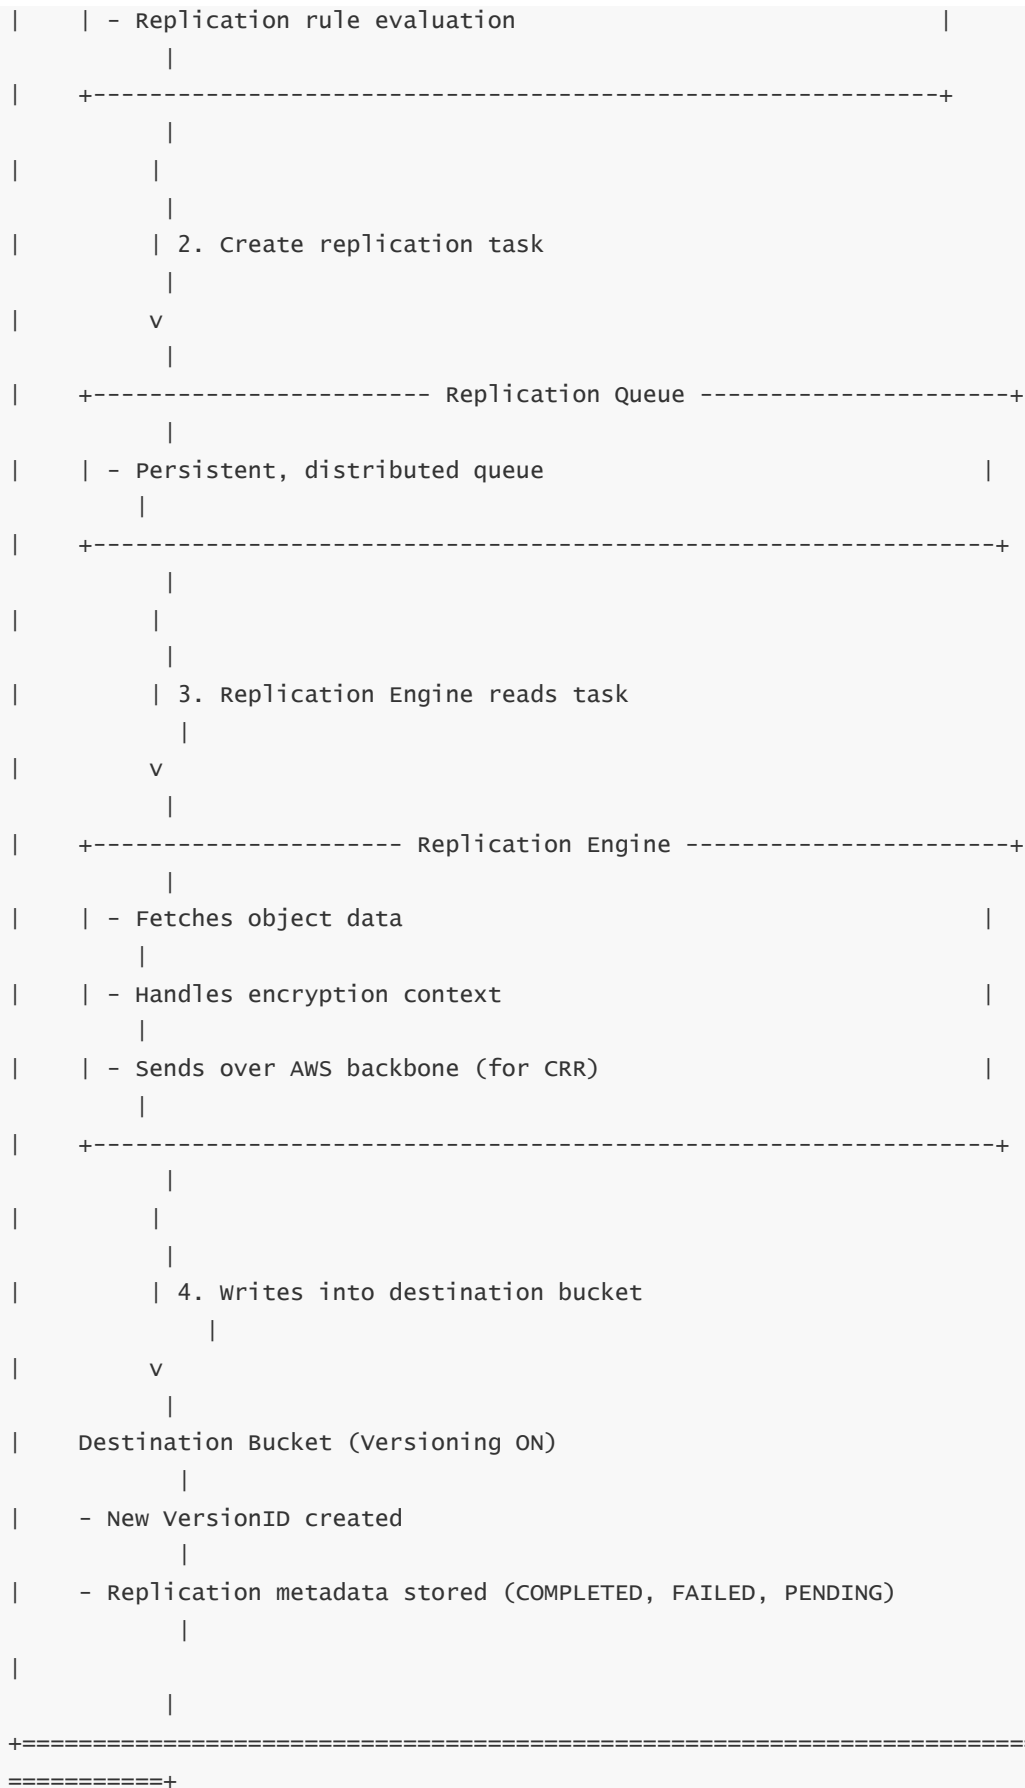 |    | - Replication rule evaluation                              |
           |
|    +------------------------------------------------------------+
           |
|          |
           |
|          | 2. Create replication task
           |
|          v
           |
|    +------------------------ Replication Queue ----------------------+
           |
|    | - Persistent, distributed queue                               |
         |
|    +----------------------------------------------------------------+
           |
|          |
           |
|          | 3. Replication Engine reads task
            |
|          v
           |
|    +---------------------- Replication Engine -----------------------+
           |
|    | - Fetches object data                                         |
         |
|    | - Handles encryption context                                  |
         |
|    | - Sends over AWS backbone (for CRR)                           |
         |
|    +----------------------------------------------------------------+
           |
|          |
           |
|          | 4. Writes into destination bucket
              |
|          v
           |
|    Destination Bucket (Versioning ON)
            |
|    - New VersionID created
            |
|    - Replication metadata stored (COMPLETED, FAILED, PENDING)
            |
|
           |
+=======================================================================
===========+